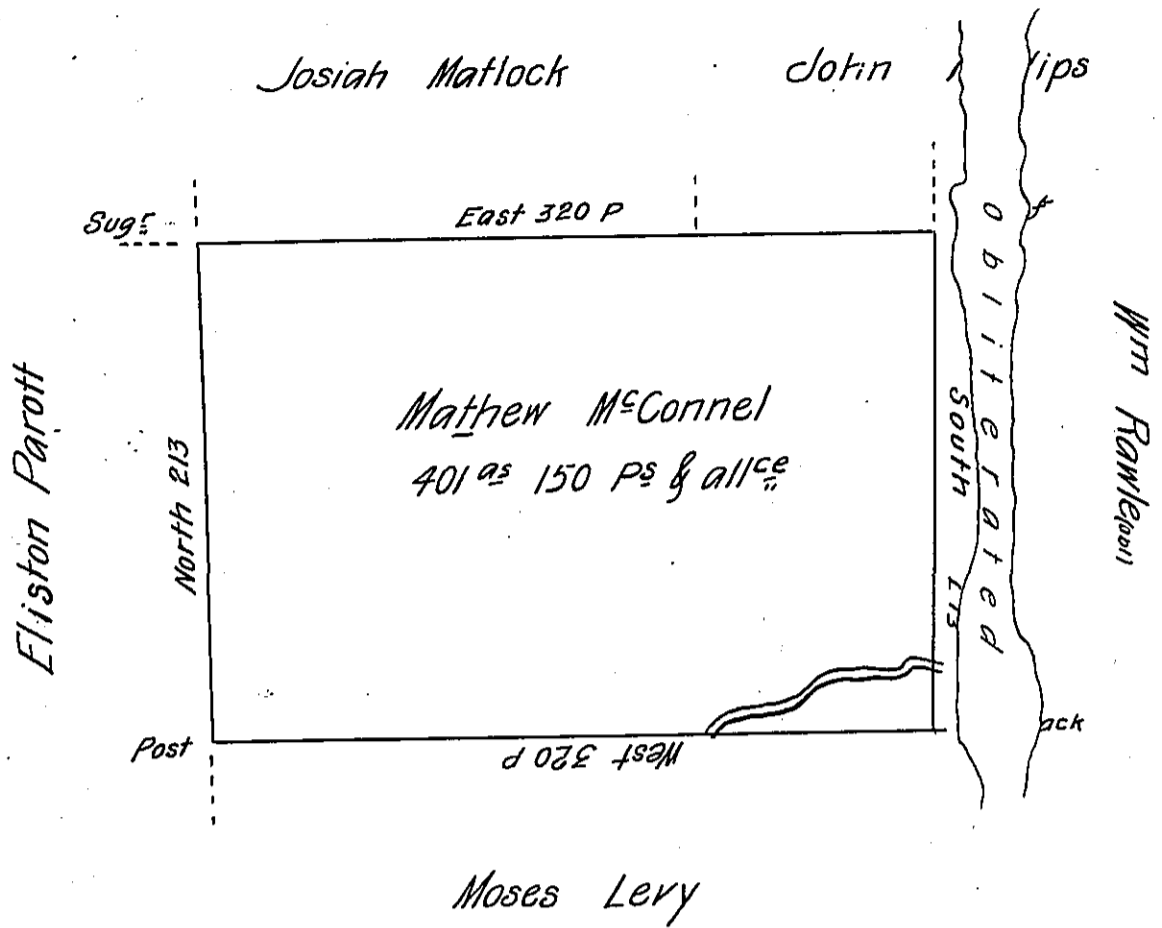 Josiah Matlock John ips
Sugr
East 320 P
Obliterated
Wm Rawle
Eliston Parott
North 213
Mathew McConnel
401 as 150 Ps & allce
South
Post
West 320 P
ack
Moses Levy